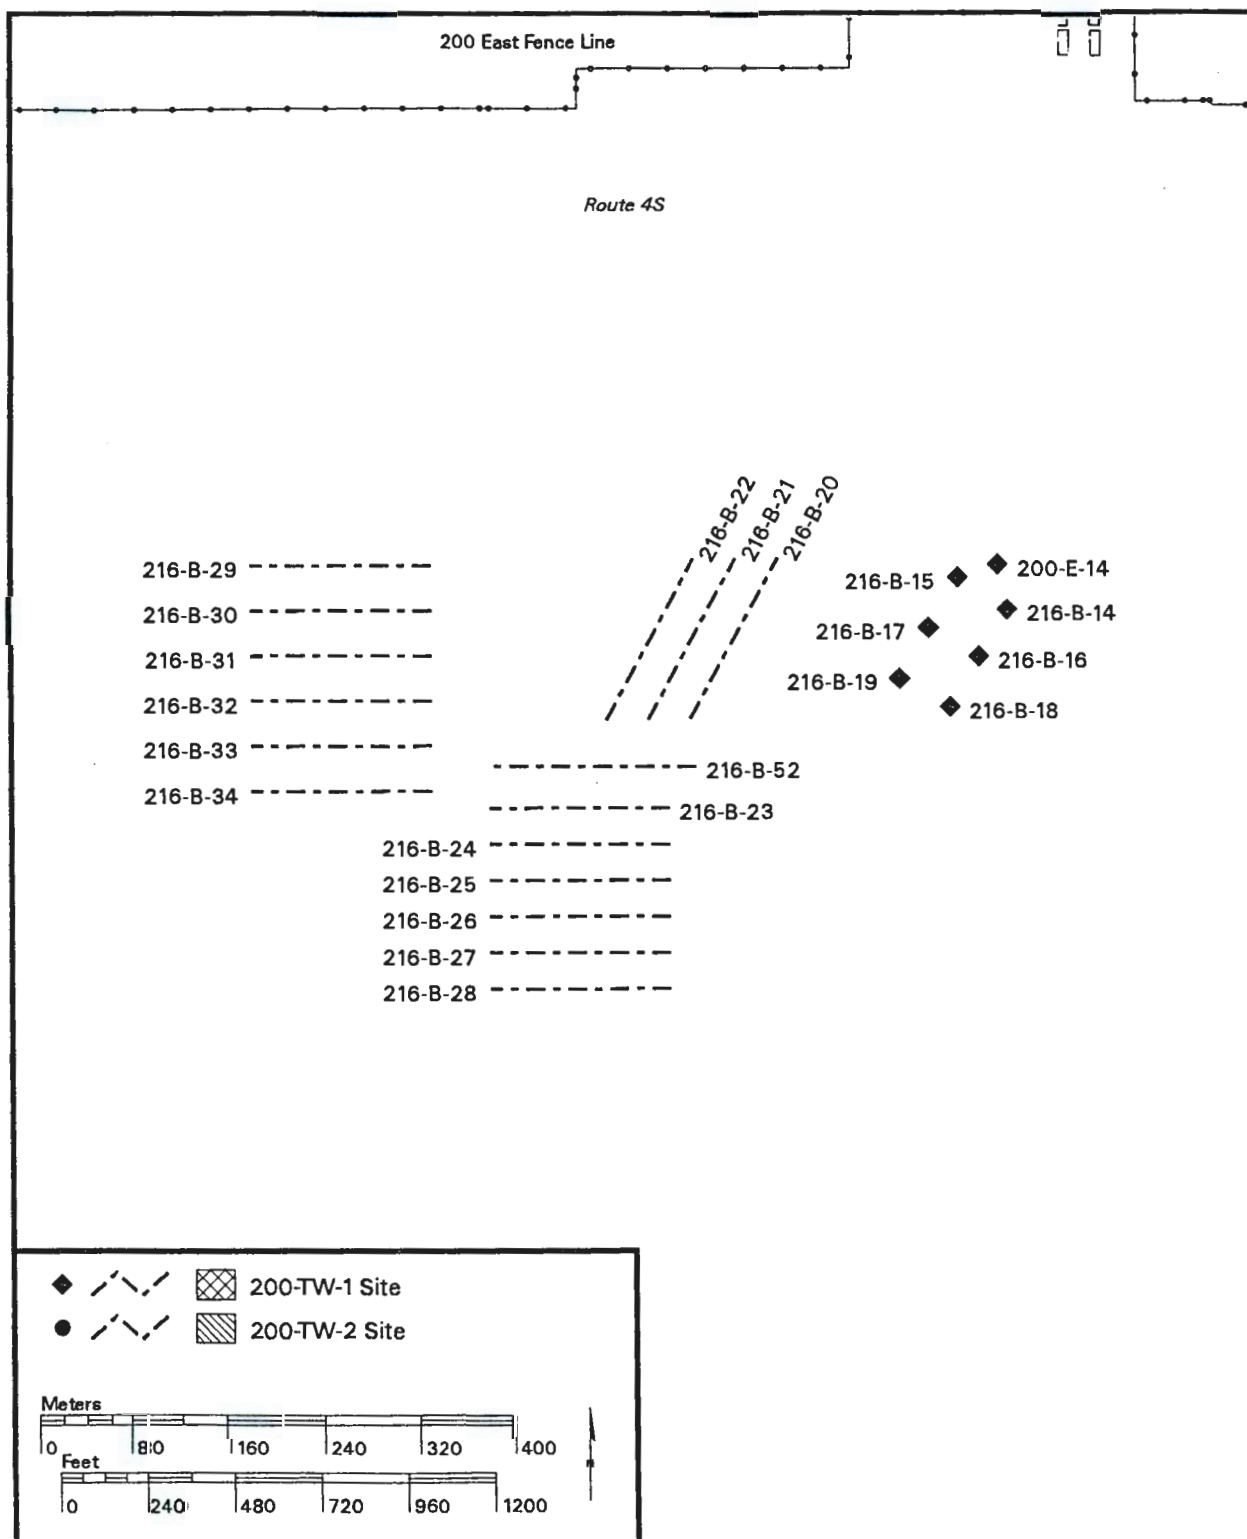 200 East Fence Line
Route 4S
216-B-22
216-B-21
216-B-20
216-B-29
216-B-30
216-B-31
216-B-32
216-B-33
216-B-34
216-B-15
200-E-14
216-B-14
216-B-17
216-B-16
216-B-19
216-B-18
216-B-52
216-B-23
216-B-24
216-B-25
216-B-26
216-B-27
216-B-28
200-TW-1 Site
200-TW-2 Site
Meters
0 80 160 240 320 400
Feet
0 240 480 720 960 1200